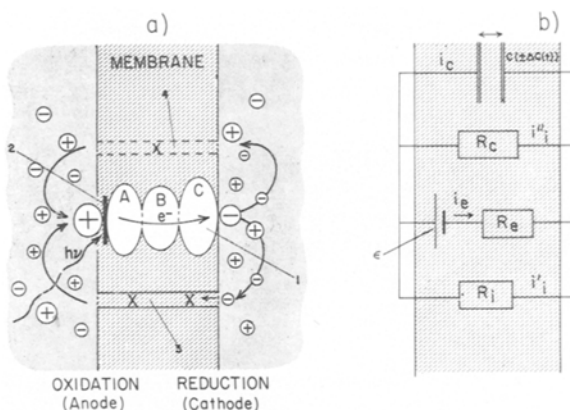 a)
MEMBRANE
4
2
A
B
C
e⁻
hν
1
X
X X
3
OXIDATION
(Anode)
REDUCTION
(Cathode)
b)
i_c
C(±ΔC(t))
R_c
i''_i
i_e
R_e
ϵ
R_i
i'_i